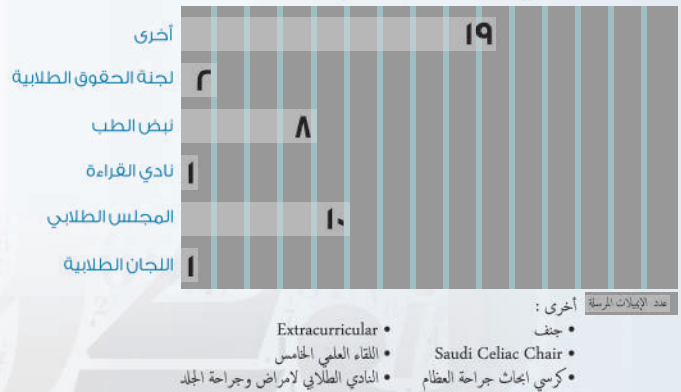 أخرى ١٩
لجنة الحقوق الطلابية ٢
نبض الطب ٨
نادي القراءة ١
المجلس الطلابي ١٠
اللجان الطلابية ١
عدد الإيميلات المرسلة
أخرى :
• جنف
• Saudi Celiac Chair
• كرسي ابحاث جراحة العظام
• Extracurricular
• اللقاء العلمي الخامس
• النادي الطلابي لامراض وجراحة الجلد